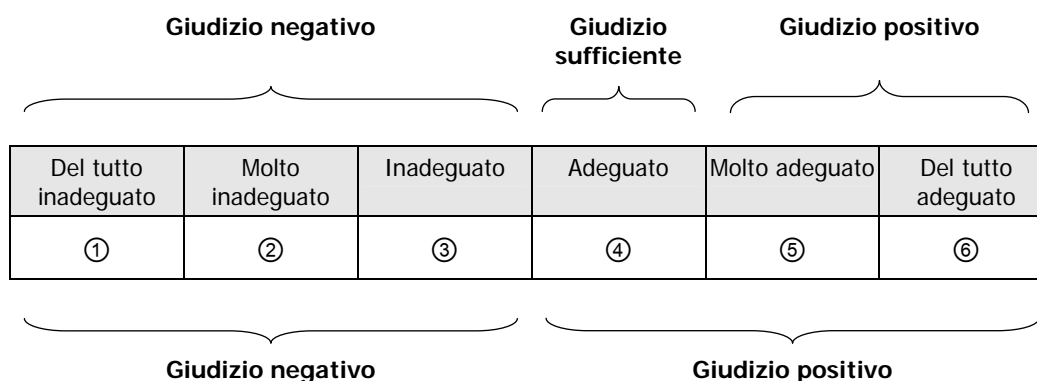 Giudizio negativo Giudizio sufficiente Giudizio positivo
Del tutto inadeguato Molto inadeguato Inadeguato Adeguato Molto adeguato Del tutto adeguato
① ② ③ ④ ⑤ ⑥
Giudizio negativo Giudizio positivo